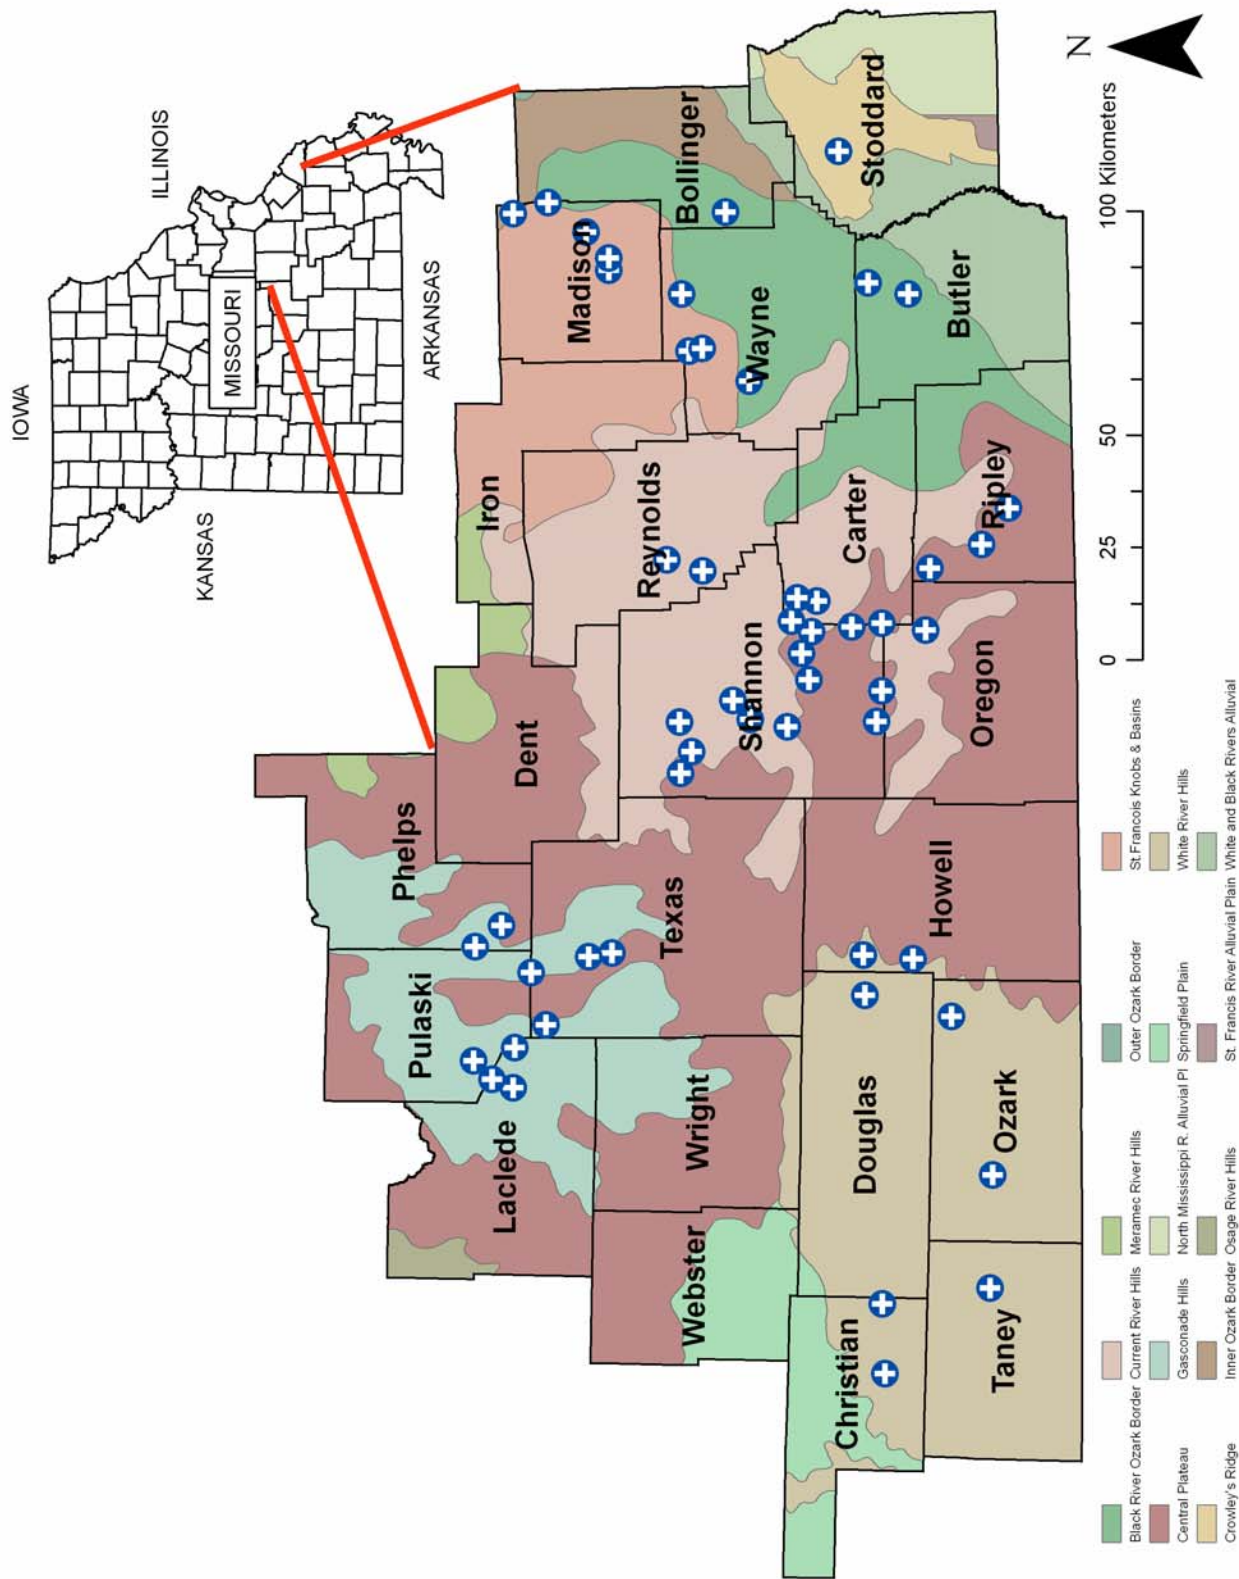 IOWA
ILLINOIS
MISSOURI
KANSAS
ARKANSAS
Phelps
Pulaski
Dent
Iron
Madison
Bollinger
Laclede
Texas
Reynolds
Wayne
Stoddard
Webster
Wright
Shannon
Carter
Butler
Christian
Douglas
Howell
Oregon
Ripley
Taney
Ozark
N
0 25 50 100 Kilometers
Black River Ozark Border
Central Plateau
Crowley's Ridge
Current River Hills
Gasconade Hills
Inner Ozark Border
Meramec River Hills
North Mississippi R. Alluvial Pl
Osage River Hills
Outer Ozark Border
Springfield Plain
St. Francis River Alluvial Plain
St. Francois Knobs & Basins
White River Hills
White and Black Rivers Alluvial